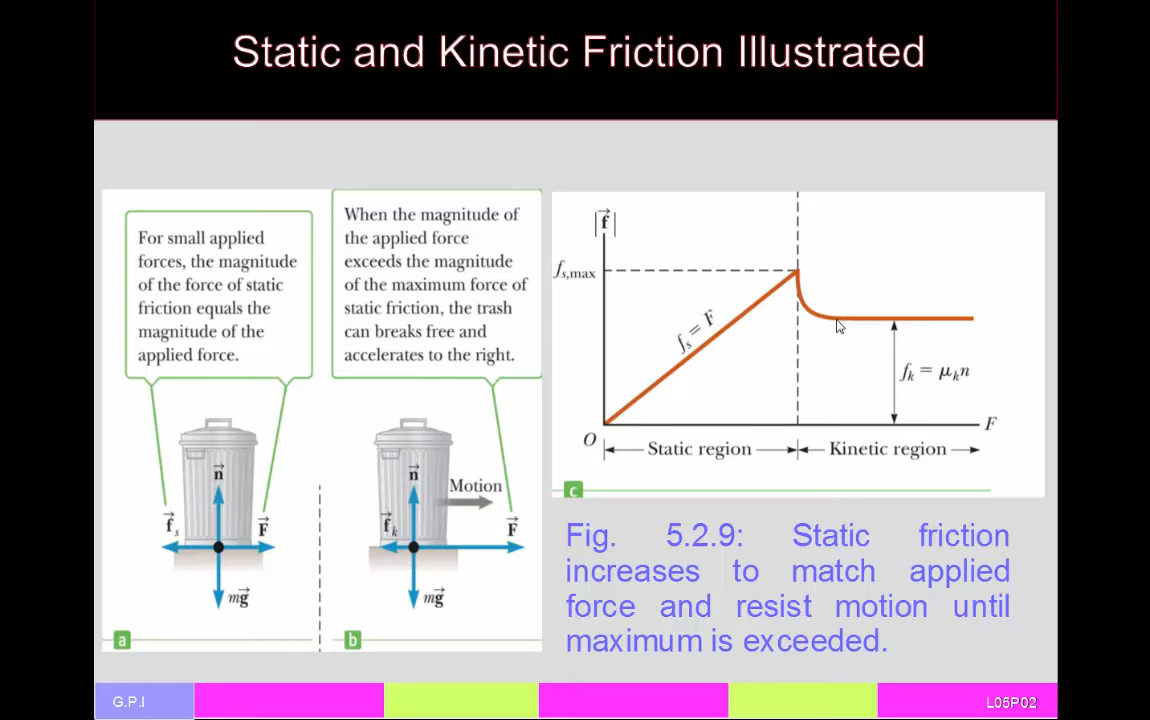 Static and Kinetic Friction Illustrated
For small applied
forces, the magnitude
of the force of static
friction equals the
magnitude of the
applied force.
When the magnitude of
the applied force
exceeds the magnitude
of the maximum force of
static friction, the trash
can breaks free and
accelerates to the right.
n⃗
f⃗s
F⃗
mg⃗
a
n⃗
Motion
f⃗k
F⃗
mg⃗
b
|f⃗|
fs,max
fs = F
fk = μkn
O
F
Static region
Kinetic region
c
Fig. 5.2.9: Static friction
increases to match applied
force and resist motion until
maximum is exceeded.
G.P.I
L05P02